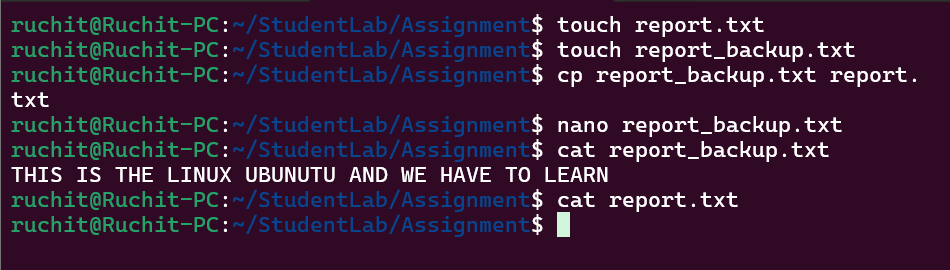 ruchit@Ruchit-PC:~/StudentLab/Assignment$ touch report.txt
ruchit@Ruchit-PC:~/StudentLab/Assignment$ touch report_backup.txt
ruchit@Ruchit-PC:~/StudentLab/Assignment$ cp report_backup.txt report.
txt
ruchit@Ruchit-PC:~/StudentLab/Assignment$ nano report_backup.txt
ruchit@Ruchit-PC:~/StudentLab/Assignment$ cat report_backup.txt
THIS IS THE LINUX UBUNUTU AND WE HAVE TO LEARN
ruchit@Ruchit-PC:~/StudentLab/Assignment$ cat report.txt
ruchit@Ruchit-PC:~/StudentLab/Assignment$